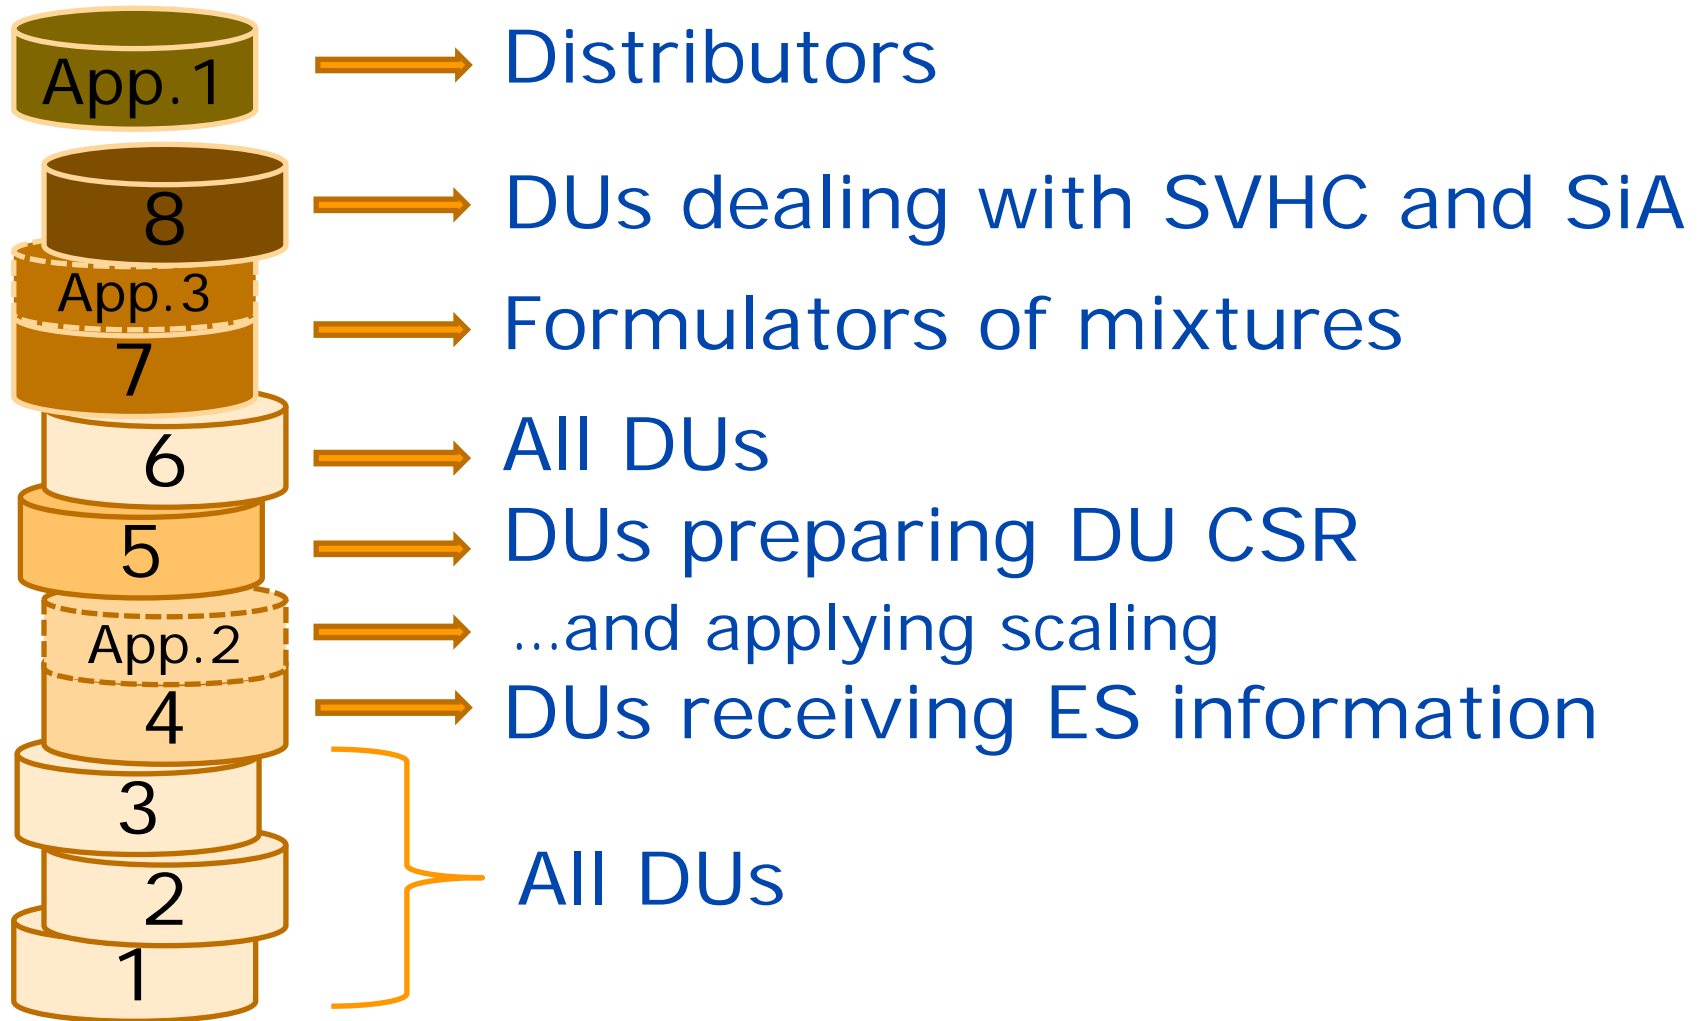 App.1
Distributors
8
DUs dealing with SVHC and SiA
App.3
7
Formulators of mixtures
6
All DUs
5
DUs preparing DU CSR
App.2
...and applying scaling
4
DUs receiving ES information
3
2
All DUs
1